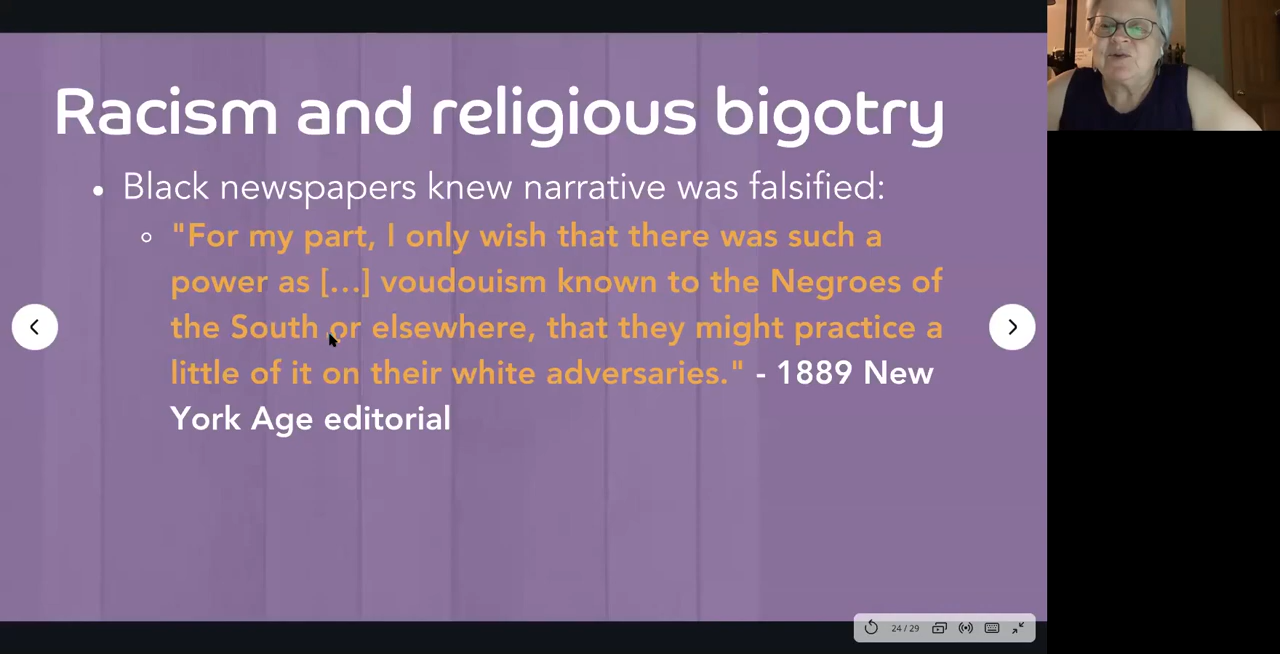 Racism and religious bigotry
• Black newspapers knew narrative was falsified:
◦ "For my part, I only wish that there was such a
power as [...] voudouism known to the Negroes of
the South or elsewhere, that they might practice a
little of it on their white adversaries." - 1889 New
York Age editorial
24 / 29